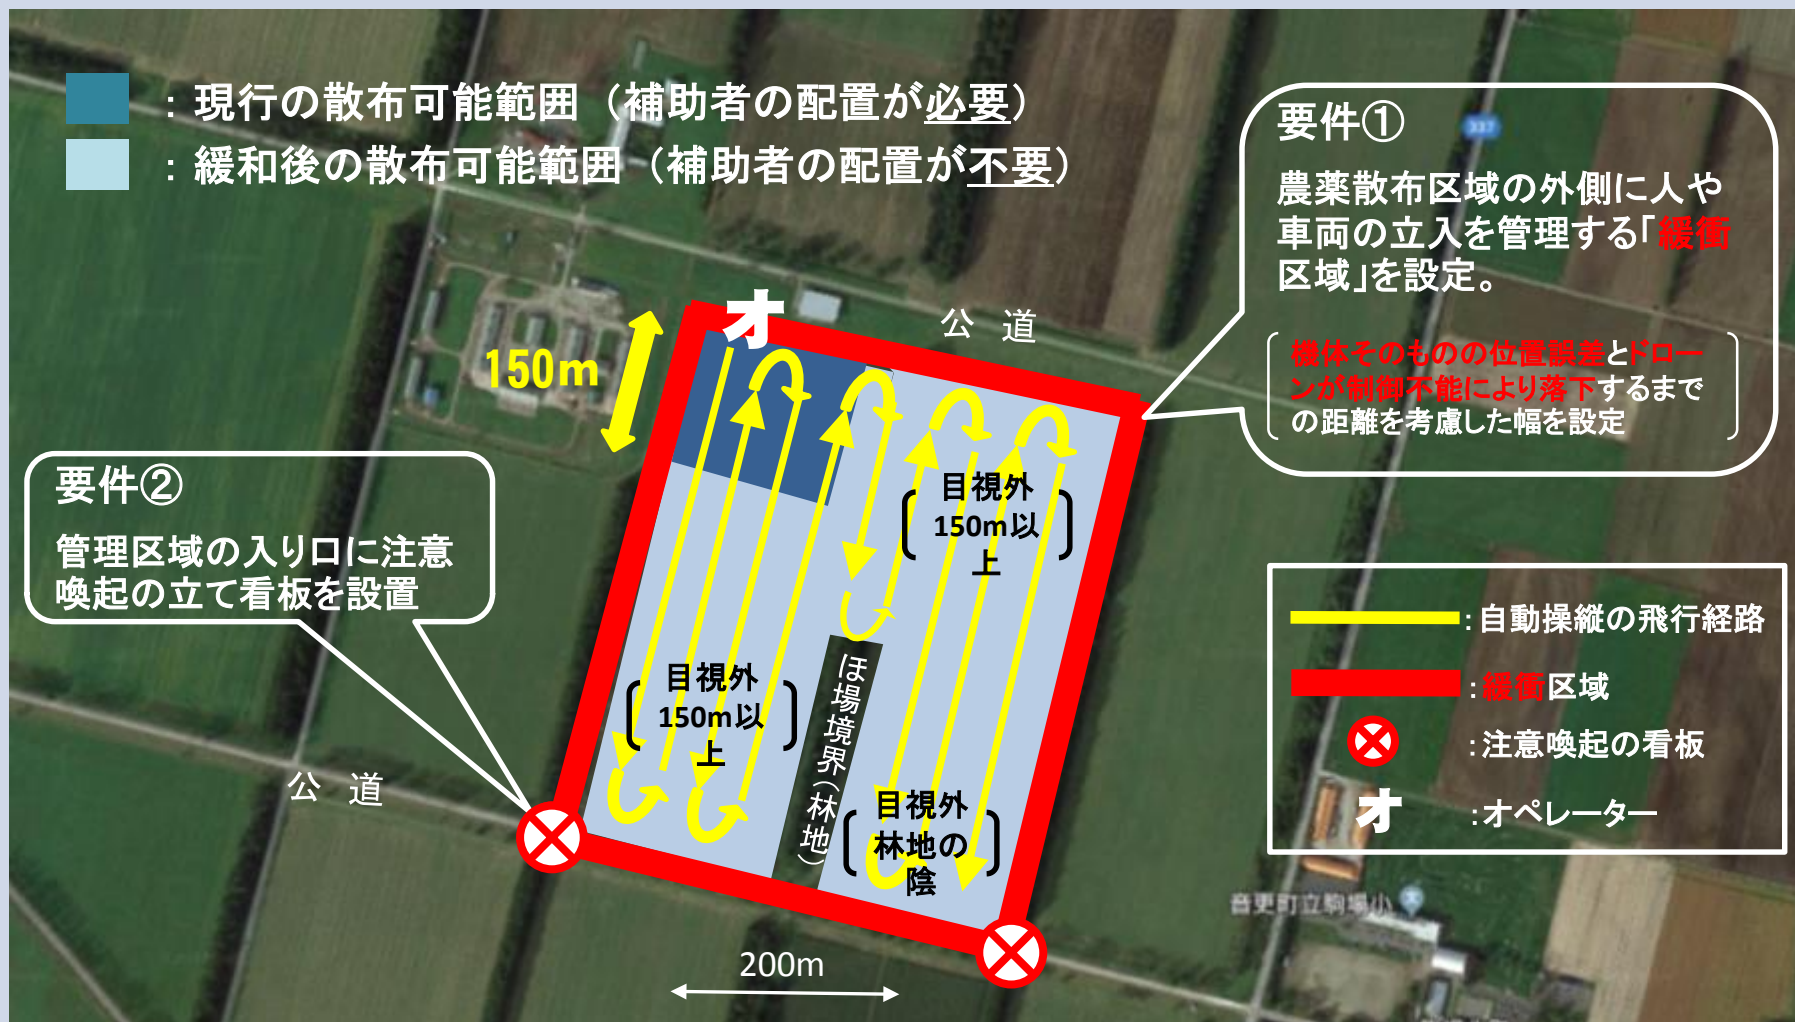 ：現行の散布可能範囲（補助者の配置が必要）
：緩和後の散布可能範囲（補助者の配置が不要）
要件①
農薬散布区域の外側に人や
車両の立入を管理する「緩衝
区域」を設定。
機体そのものの位置誤差とドロー
ンが制御不能により落下するまで
の距離を考慮した幅を設定
337
オ
公 道
150m
要件②
管理区域の入り口に注意
喚起の立て看板を設置
目視外
150m以
上
目視外
150m以
上
ほ場境界（林地）
目視外
林地の
陰
公 道
200m
：自動操縦の飛行経路
：緩衝区域
：注意喚起の看板
オ：オペレーター
音更町立駒場小